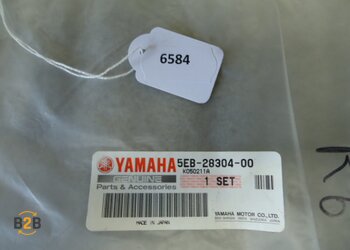 6584
YAMAHA 5EB-28304-00
GENUINE K050211A
Parts & Accessories 1 SET
MADE IN JAPAN YAMAHA MOTOR CO., LTD.
R6
B2B